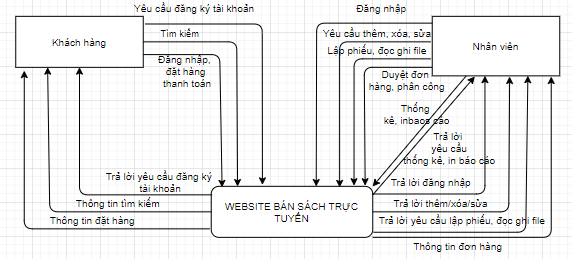 Yêu cầu đăng ký tài khoản
Khách hàng
Tìm kiếm
Đăng nhập,
đặt hàng
thanh toán
Đăng nhập
Yêu cầu thêm, xóa, sửa
Lập phiếu, đọc ghi file
Nhân viên
Duyệt đơn
hàng, phân công
Thống
kê, inbaos cáo
Trả lời
yêu cầu
thống kê, in báo cáo
Trả lời yêu cầu đăng ký
tài khoản
Thông tin tìm kiếm
Thông tin đặt hàng
WEBSITE BÁN SÁCH TRỰC
TUYẾN
Trả lời đăng nhập
Trả lời thêm/xóa/sửa
Trả lời yêu cầu lập phiếu, đọc ghi file
Thông tin đơn hàng